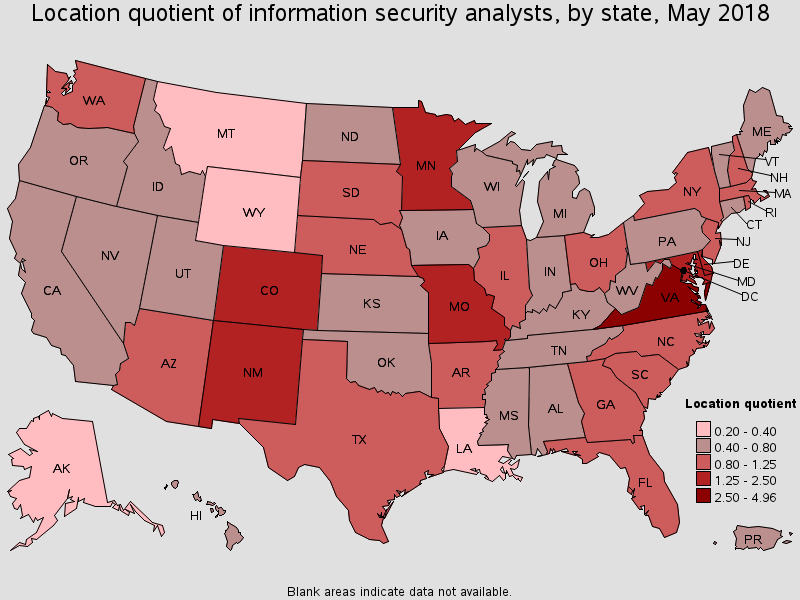 Location quotient of information security analysts, by state, May 2018
WA
MT
ND
MN
ME
OR
ID
SD
WI
MI
NY
VT
NH
MA
RI
CT
WY
NE
IA
PA
NJ
NV
UT
CO
KS
MO
IL
IN
OH
WV
VA
DE
MD
DC
CA
KY
AZ
NM
OK
AR
TN
NC
SC
TX
LA
MS
AL
GA
FL
AK
HI
PR
Location quotient
0.20 - 0.40
0.40 - 0.80
0.80 - 1.25
1.25 - 2.50
2.50 - 4.96
Blank areas indicate data not available.